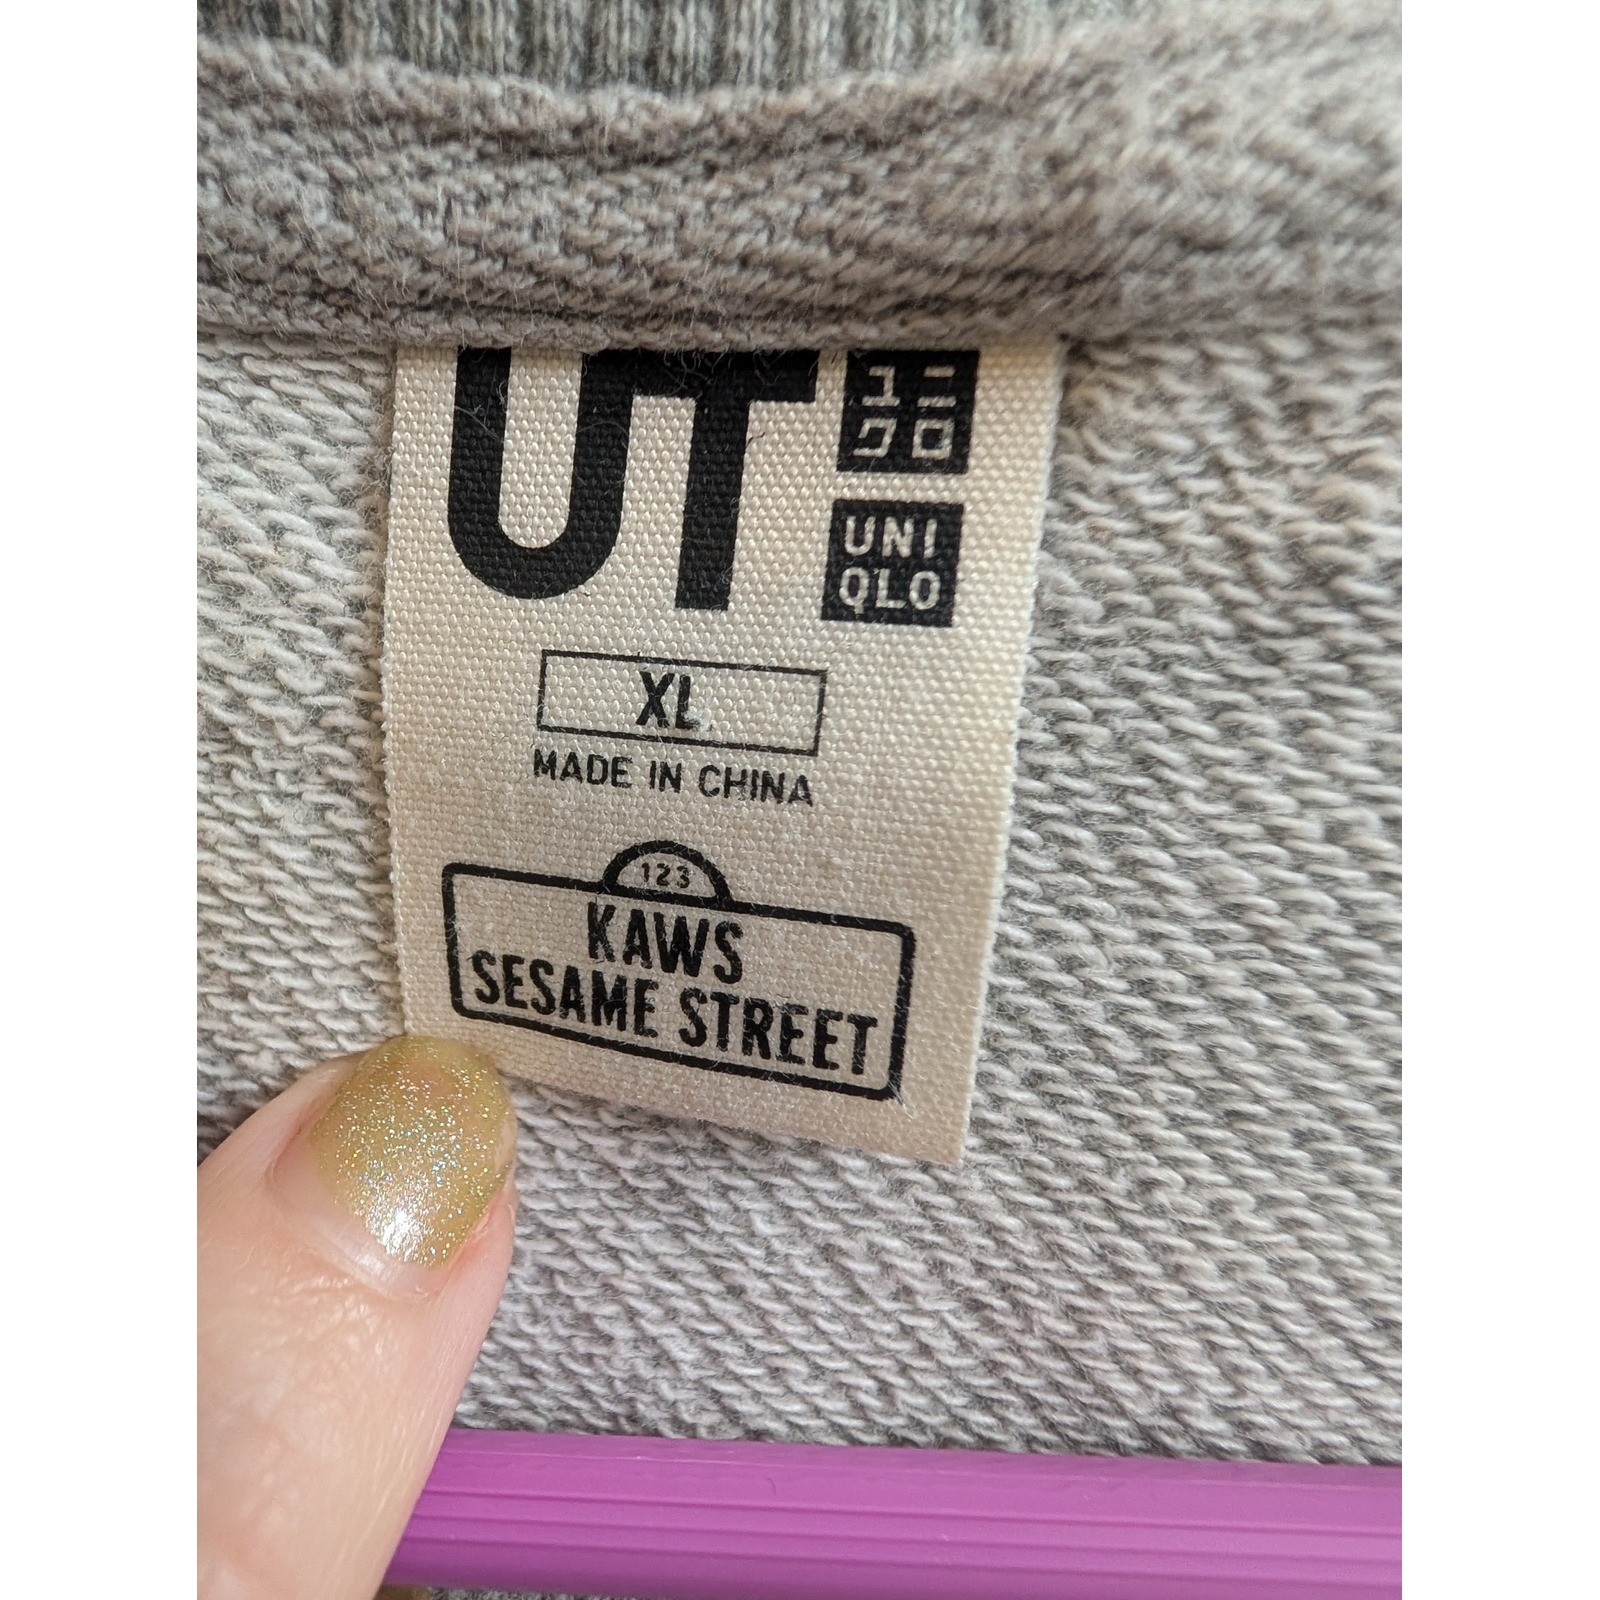 UT
ユニ
クロ
UNI
QLO
XL
MADE IN CHINA
123
KAWS
SESAME STREET